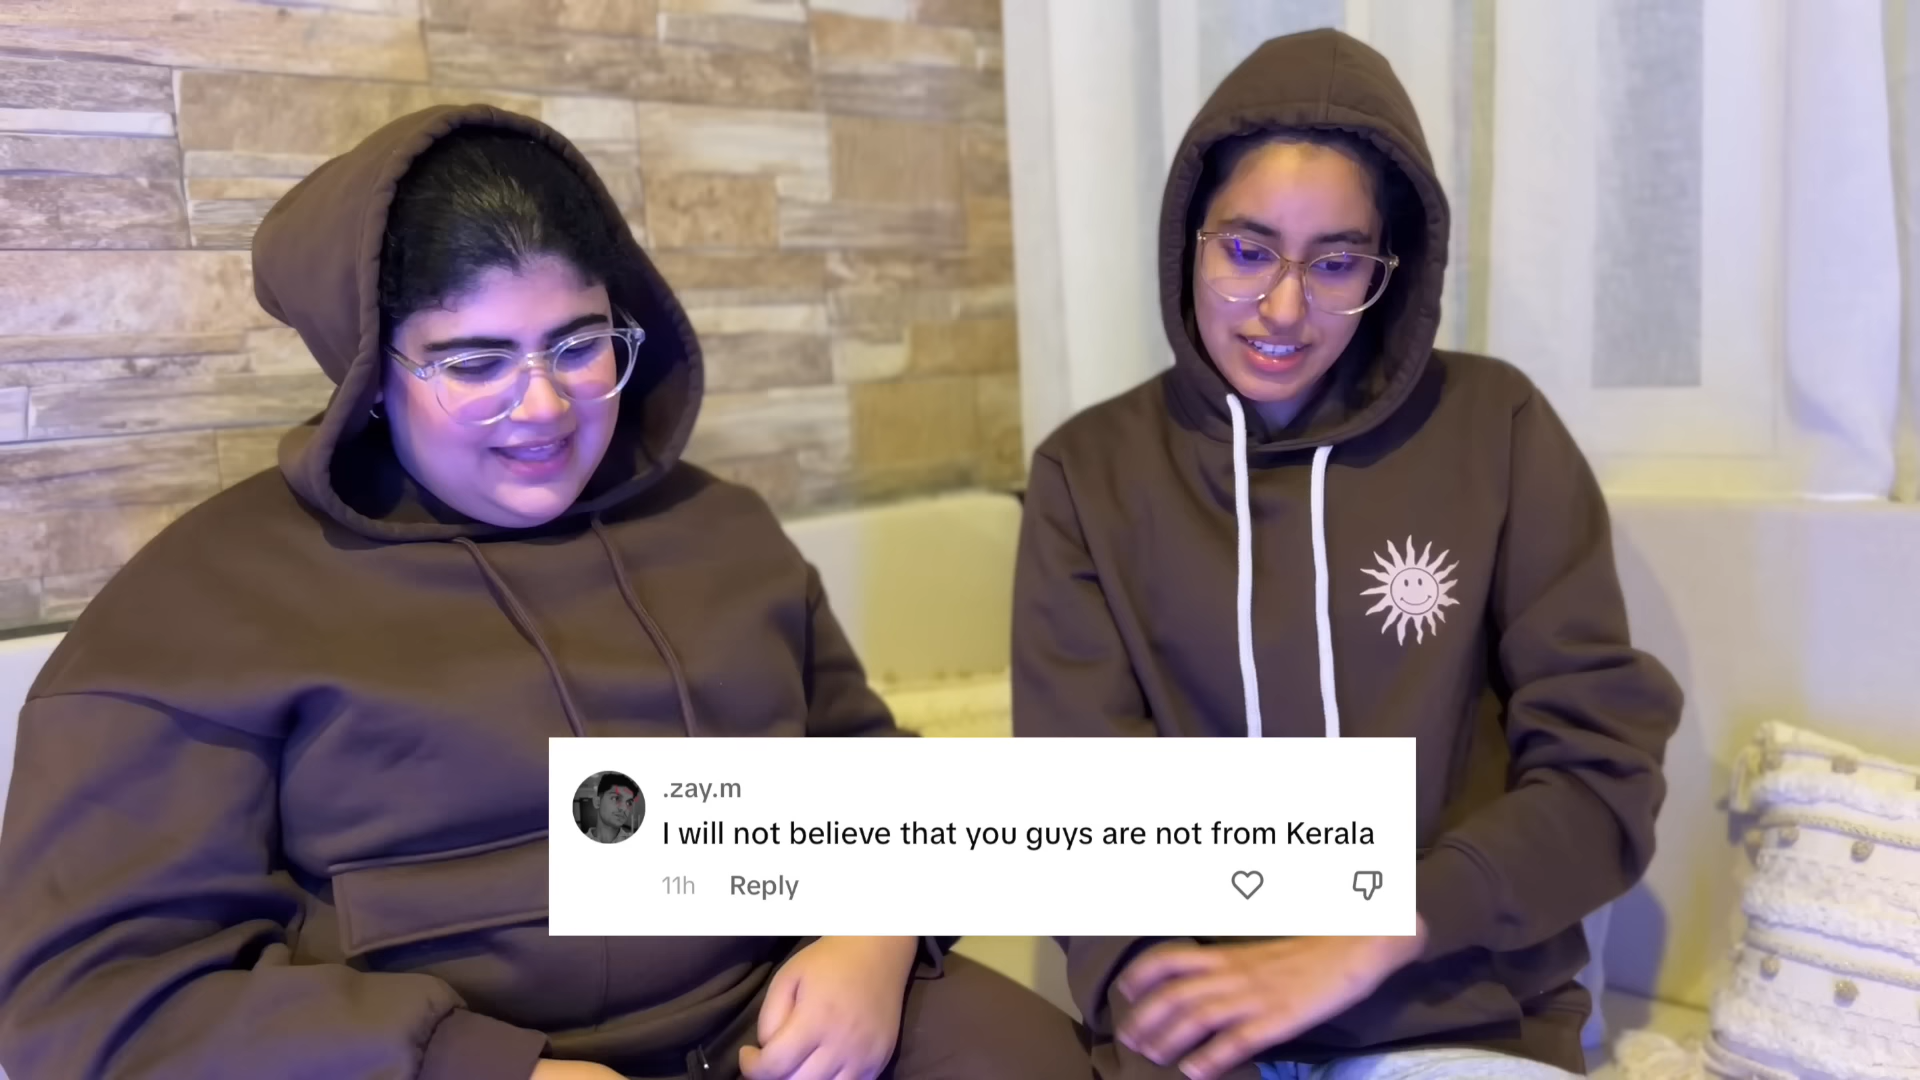 .zay.m
I will not believe that you guys are not from Kerala
11h Reply